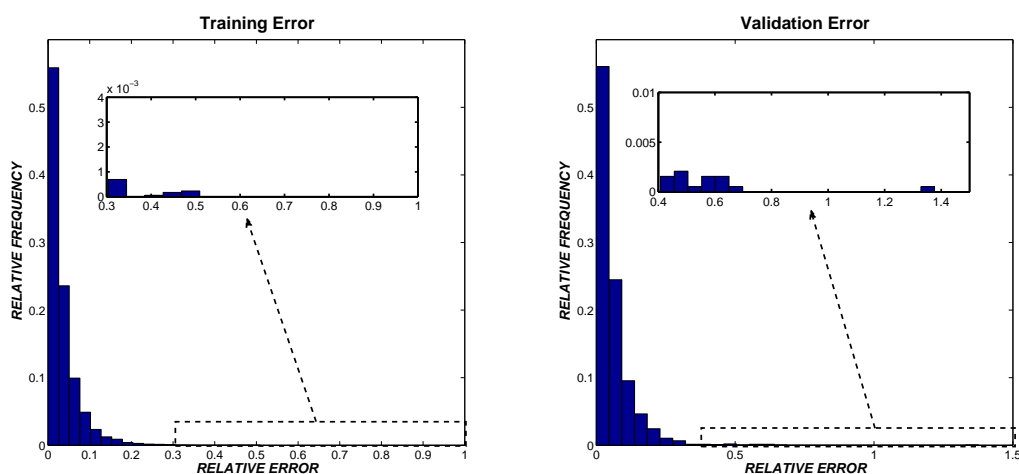 Training Error
RELATIVE FREQUENCY
0.5
0.4
0.3
0.2
0.1
0
0 0.1 0.2 0.3 0.4 0.5 0.6 0.7 0.8 0.9 1
RELATIVE ERROR
x 10⁻³
4
3
2
1
0
0.3 0.4 0.5 0.6 0.7 0.8 0.9 1
Validation Error
RELATIVE FREQUENCY
0.5
0.4
0.3
0.2
0.1
0
0 0.5 1 1.5
RELATIVE ERROR
0.01
0.005
0
0.4 0.6 0.8 1 1.2 1.4